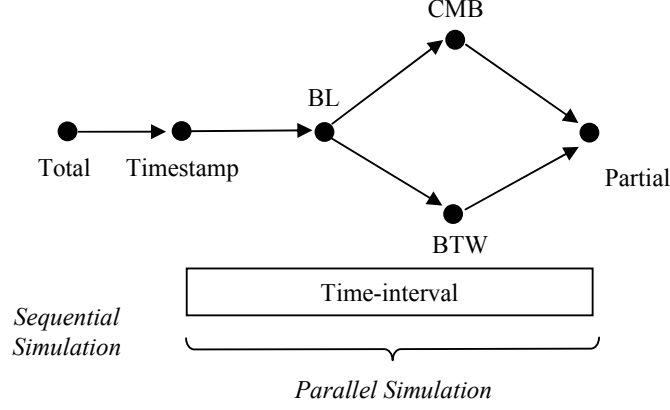 CMB
BL
Total
Timestamp
Partial
BTW
Time-interval
Sequential
Simulation
Parallel Simulation